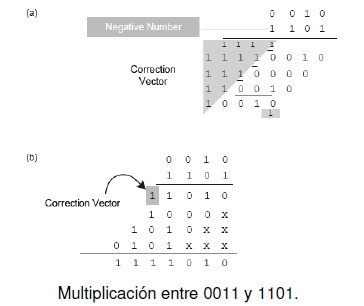 (a)
0 0 1 0
Negative Number
1 1 0 1
1 1 1 1
1 1 1 1 0 0 1 0
Correction
Vector
1 1 1 0 0 0 0
1 1 0 0 1 0
1 0 0 1 0
1
(b)
0 0 1 0
1 1 0 1
Correction Vector
1 1 0 1 0
1 0 0 0 x
1 0 1 0 x x
0 1 0 1 x x x
1 1 1 1 0 1 0
Multiplicación entre 0011 y 1101.